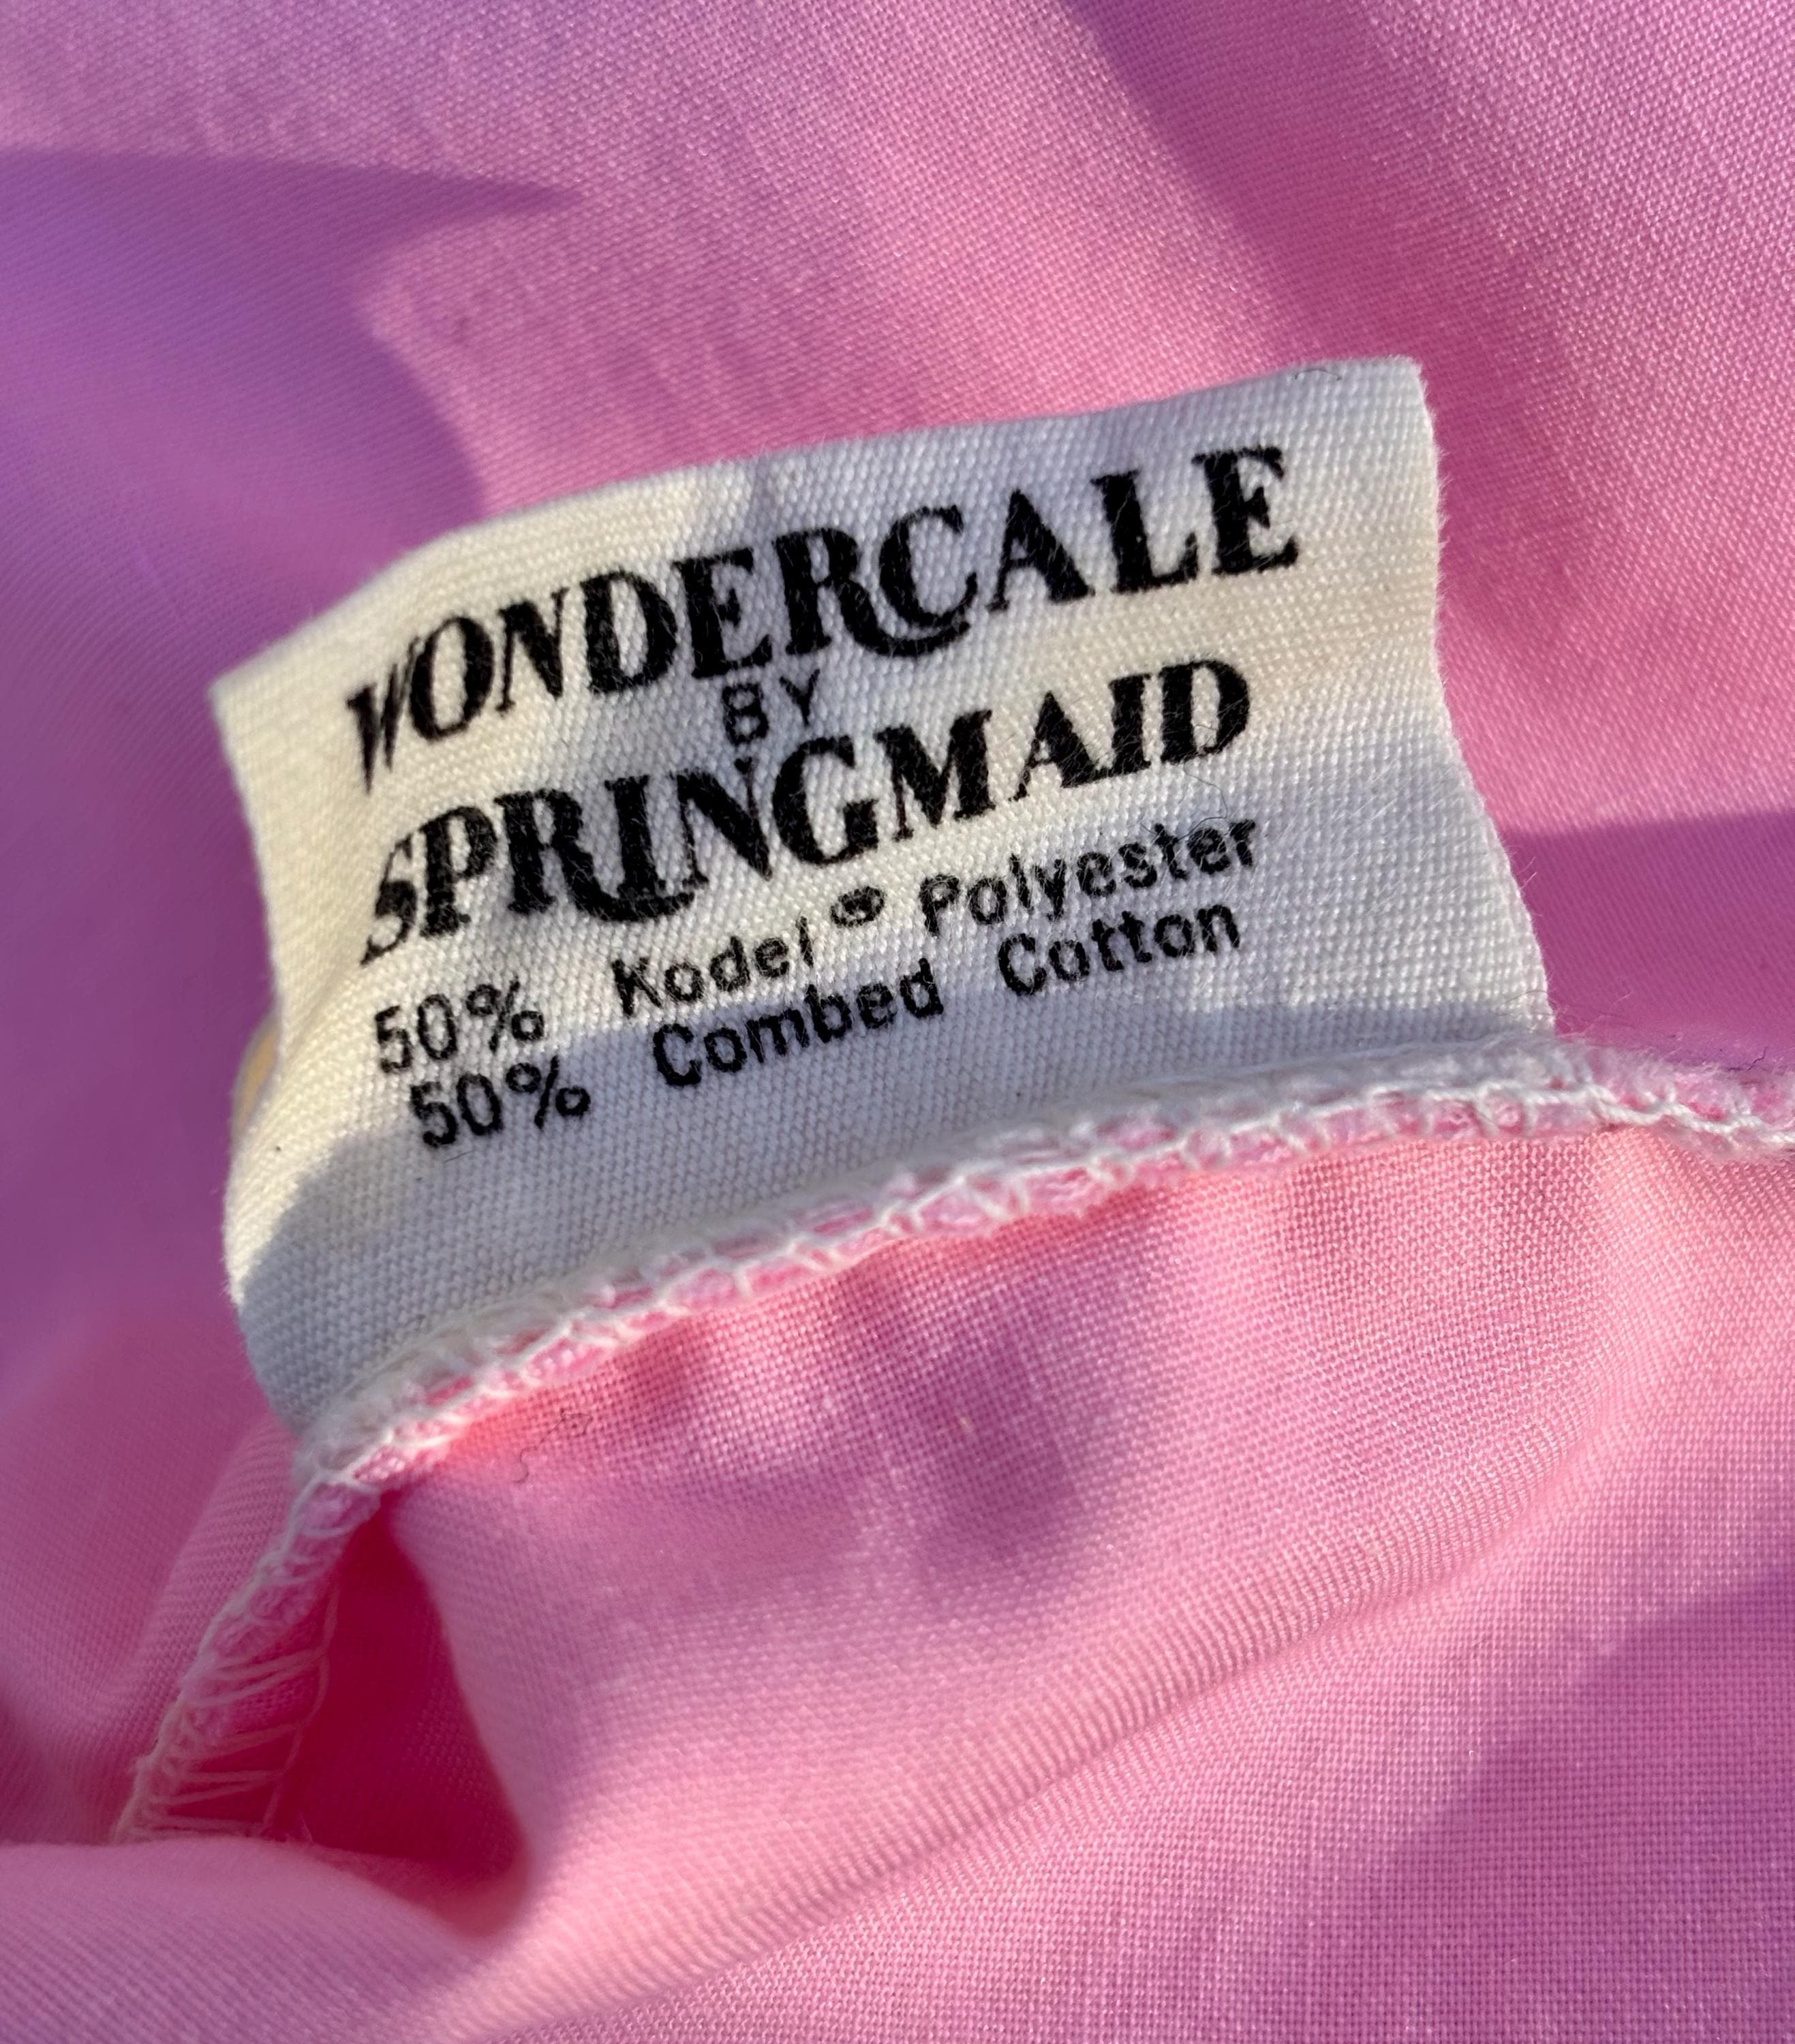 WONDERCALE
BY
SPRINGMAID
50% Kodel ® Polyester
50% Combed Cotton